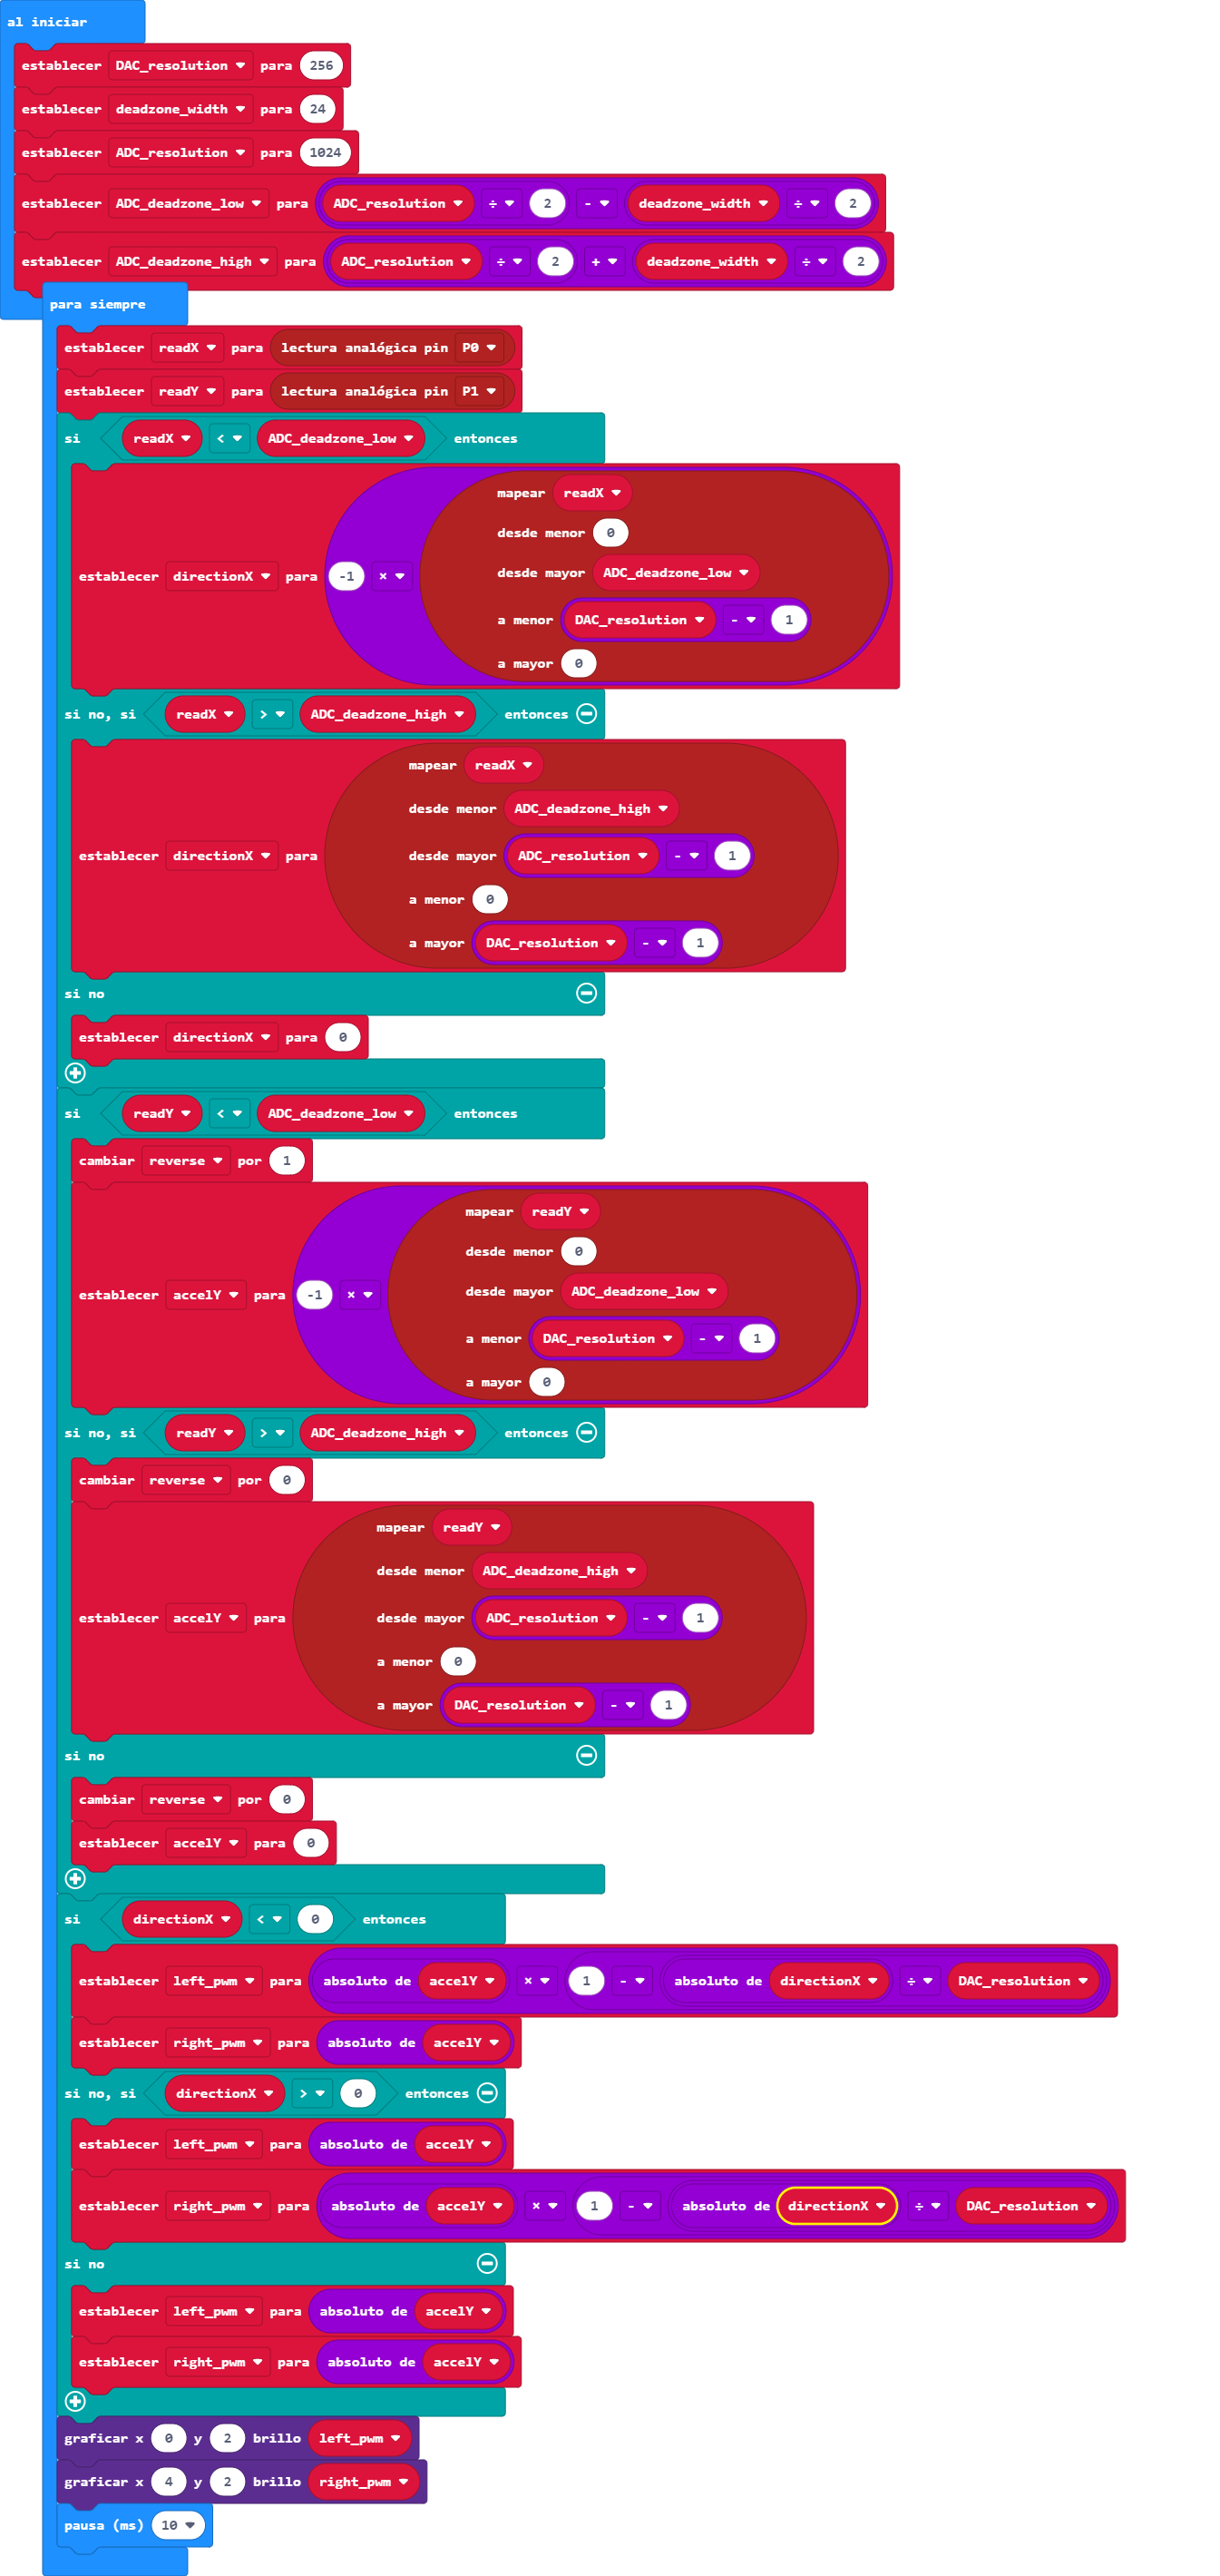 al iniciar
establecer DAC_resolution para 256
establecer deadzone_width para 24
establecer ADC_resolution para 1024
establecer ADC_deadzone_low para ADC_resolution ÷ 2 - deadzone_width ÷ 2
establecer ADC_deadzone_high para ADC_resolution ÷ 2 + deadzone_width ÷ 2
para siempre
establecer readX para lectura analógica pin P0
establecer readY para lectura analógica pin P1
si readX < ADC_deadzone_low entonces
mapear readX
desde menor 0
desde mayor ADC_deadzone_low
establecer directionX para -1 ×
a menor DAC_resolution - 1
a mayor 0
si no, si readX > ADC_deadzone_high entonces
mapear readX
desde menor ADC_deadzone_high
establecer directionX para desde mayor ADC_resolution - 1
a menor 0
a mayor DAC_resolution - 1
si no
establecer directionX para 0
si readY < ADC_deadzone_low entonces
cambiar reverse por 1
mapear readY
desde menor 0
desde mayor ADC_deadzone_low
establecer accelY para -1 ×
a menor DAC_resolution - 1
a mayor 0
si no, si readY > ADC_deadzone_high entonces
cambiar reverse por 0
mapear readY
desde menor ADC_deadzone_high
establecer accelY para desde mayor ADC_resolution - 1
a menor 0
a mayor DAC_resolution - 1
si no
cambiar reverse por 0
establecer accelY para 0
si directionX < 0 entonces
establecer left_pwm para absoluto de accelY × 1 - absoluto de directionX ÷ DAC_resolution
establecer right_pwm para absoluto de accelY
si no, si directionX > 0 entonces
establecer left_pwm para absoluto de accelY
establecer right_pwm para absoluto de accelY × 1 - absoluto de directionX ÷ DAC_resolution
si no
establecer left_pwm para absoluto de accelY
establecer right_pwm para absoluto de accelY
graficar x 0 y 2 brillo left_pwm
graficar x 4 y 2 brillo right_pwm
pausa (ms) 10